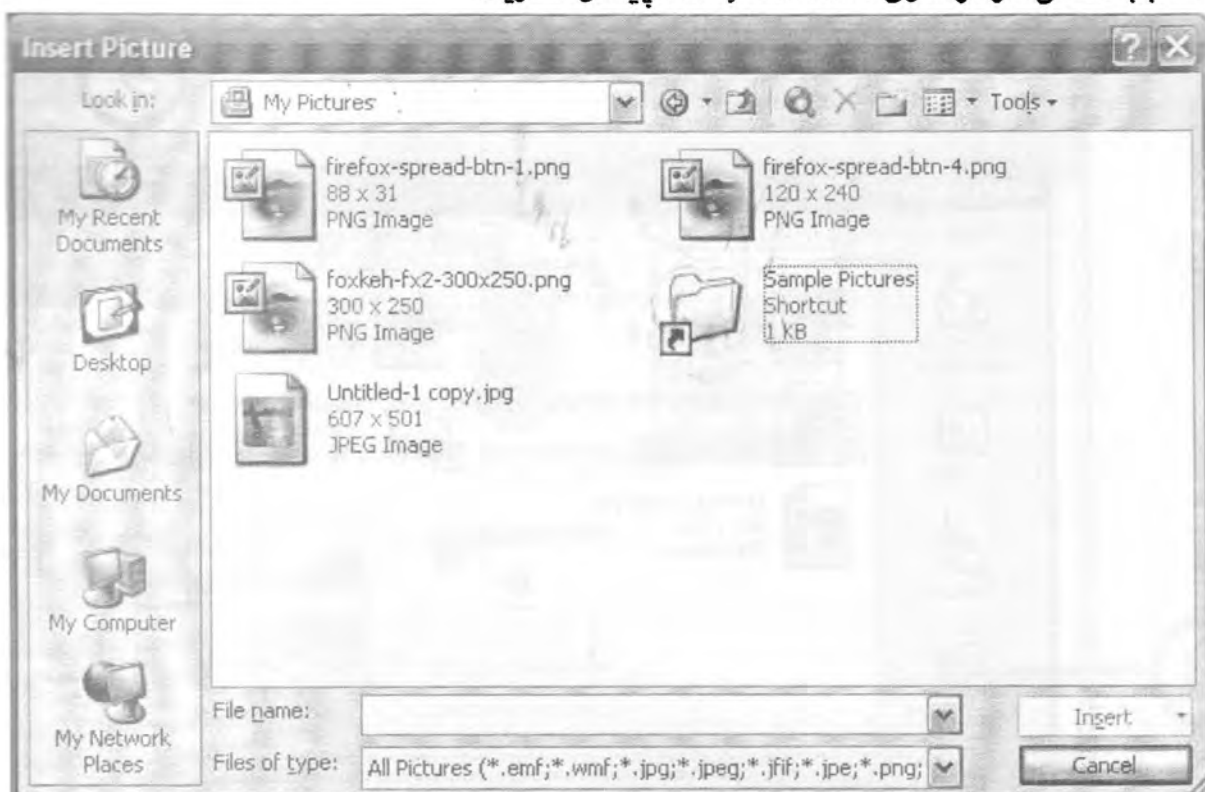 Insert Picture
Look in:
My Pictures
Tools
My Recent
Documents
Desktop
My Documents
My Computer
My Network
Places
firefox-spread-btn-1.png
88 x 31
PNG Image
firefox-spread-btn-4.png
120 x 240
PNG Image
foxkeh-fx2-300x250.png
300 x 250
PNG Image
Sample Pictures
Shortcut
1 KB
Untitled-1 copy.jpg
607 x 501
JPEG Image
File name:
Insert
Files of type:
All Pictures (*.emf;*.wmf;*.jpg;*.jpeg;*.jfif;*.jpe;*.png;
Cancel